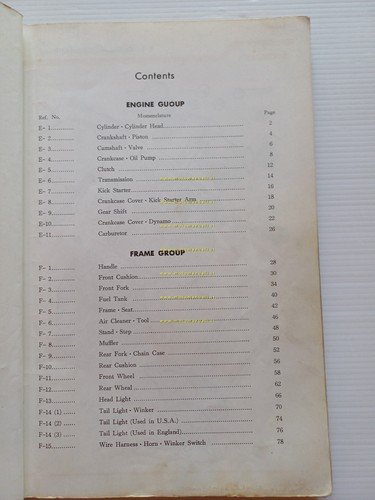 Contents
ENGINE GUOUP
Ref. No. Nomenclature Page
E- 1.......... Cylinder・Cylinder Head.......... 2
E- 2.......... Crankshaft・Piston .......... 4
E- 3.......... Camshaft・Valve .......... 6
E- 4.......... Crankcase・Oil Pump .......... 8
E- 5.......... Clutch .......... 12
E- 6.......... Transmission .......... 14
E- 7.......... Kick Starter .......... 16
E- 8.......... Crankcase Cover・Kick Starter Arm .......... 18
E- 9.......... Gear Shift .......... 20
E-10.......... Crankcase Cover・Dynamo .......... 22
E-11.......... Carburetor .......... 26
FRAME GROUP
F- 1.......... Handle .......... 28
F- 2.......... Front Cushion .......... 30
F- 3.......... Front Fork .......... 34
F- 4.......... Fuel Tank .......... 40
F- 5.......... Frame・Seat .......... 42
F- 6.......... Air Cleaner・Tool .......... 46
F- 7.......... Stand・Step .......... 48
F- 8.......... Muffler .......... 50
F- 9.......... Rear Fork・Chain Case .......... 52
F-10.......... Rear Cushion .......... 56
F-11.......... Front Wheel .......... 58
F-12.......... Rear Wheal .......... 62
F-13.......... Head Light .......... 66
F-14 (1) .......... Tail Light・Winker .......... 70
F-14 (2) .......... Tail Light (Used in U.S.A.) .......... 74
F-14 (3) .......... Tail Light (Used in England) .......... 76
F-15.......... Wire Harness・Horn・Winker Switch .......... 78